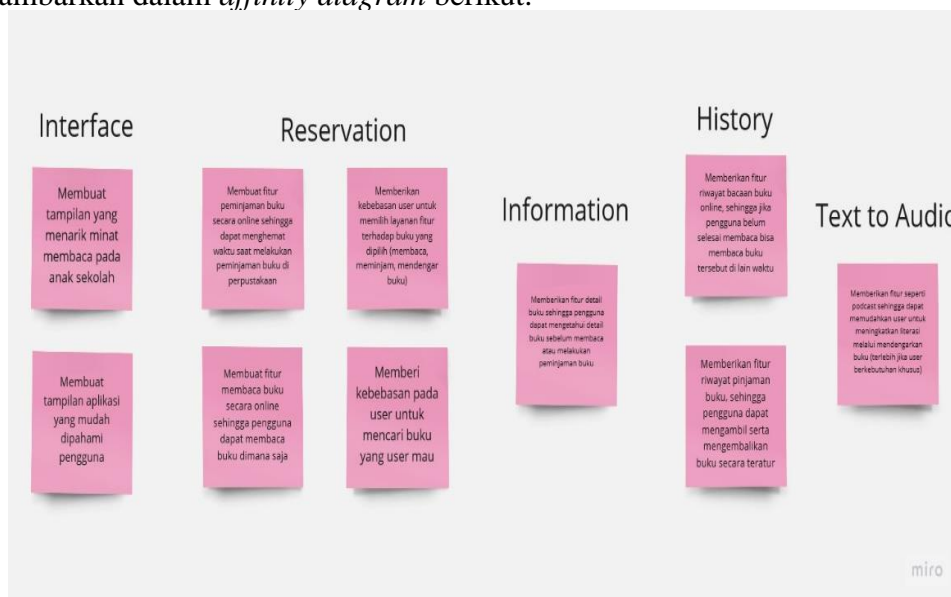 ambarkan dalam affinity diagram berikut.
Interface
Membuat
tampilan yang
menarik minat
membaca pada
anak sekolah
Membuat
tampilan aplikasi
yang mudah
dipahami
pengguna
Reservation
Membuat fitur
peminjaman buku
secara online sehingga
dapat menghemat
waktu saat melakukan
peminjaman buku di
perpustakaan
Memberikan
kebebasan user untuk
memilih layanan fitur
terhadap buku yang
dipilih (membaca,
meminjam, mendengar
buku)
Membuat fitur
membaca buku
secara online
sehingga pengguna
dapat membaca
buku dimana saja
Memberi
kebebasan pada
user untuk
mencari buku
yang user mau
Information
Memberikan fitur detail
buku sehingga pengguna
dapat mengetahui detail
buku sebelum membaca
atau melakukan
peminjaman buku
History
Memberikan fitur
riwayat bacaan buku
online, sehingga jika
pengguna belum
selesai membaca bisa
membaca buku
tersebut di lain waktu
Memberikan fitur
riwayat pinjaman
buku, sehingga
pengguna dapat
mengambil serta
mengembalikan
buku secara teratur
Text to Audio
Memberikan fitur seperti
podcast sehingga dapat
memudahkan user untuk
meningkatkan literasi
melalui mendengarkan
buku (terlebih jika user
berkebutuhan khusus)
miro